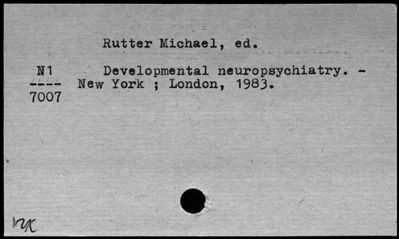 Rutter Michael, ed.
N1 Developmental neuropsychiatry. -
---- New York ; London, 1983.
7007